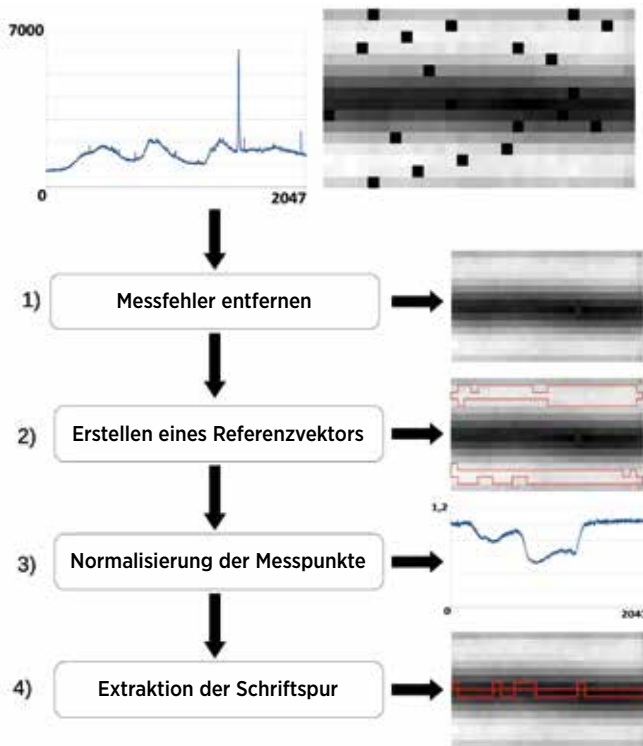 7000
0
2047
1)
Messfehler entfernen
2)
Erstellen eines Referenzvektors
3)
Normalisierung der Messpunkte
1,2
0
2047
4)
Extraktion der Schriftspur